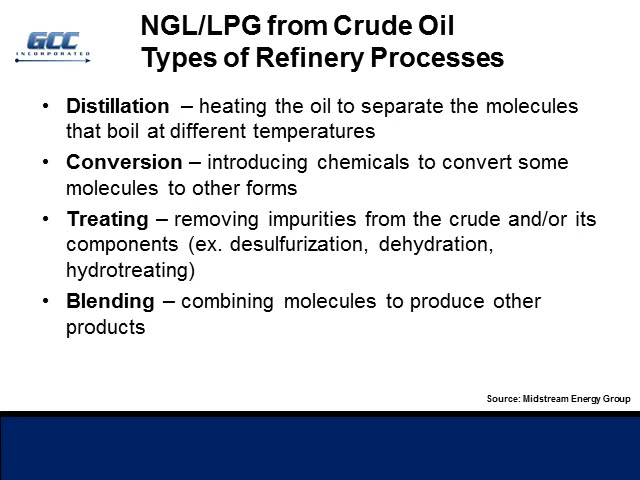 GCC
INCORPORATED
NGL/LPG from Crude Oil
Types of Refinery Processes
• Distillation – heating the oil to separate the molecules
that boil at different temperatures
• Conversion – introducing chemicals to convert some
molecules to other forms
• Treating – removing impurities from the crude and/or its
components (ex. desulfurization, dehydration,
hydrotreating)
• Blending – combining molecules to produce other
products
Source: Midstream Energy Group